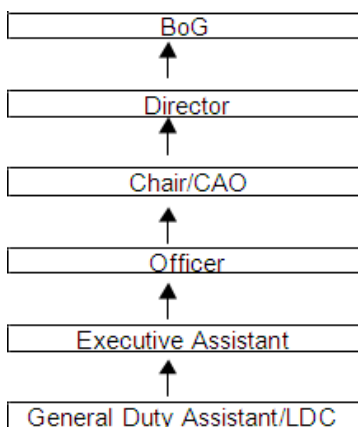 BoG
Director
Chair/CAO
Officer
Executive Assistant
General Duty Assistant/LDC